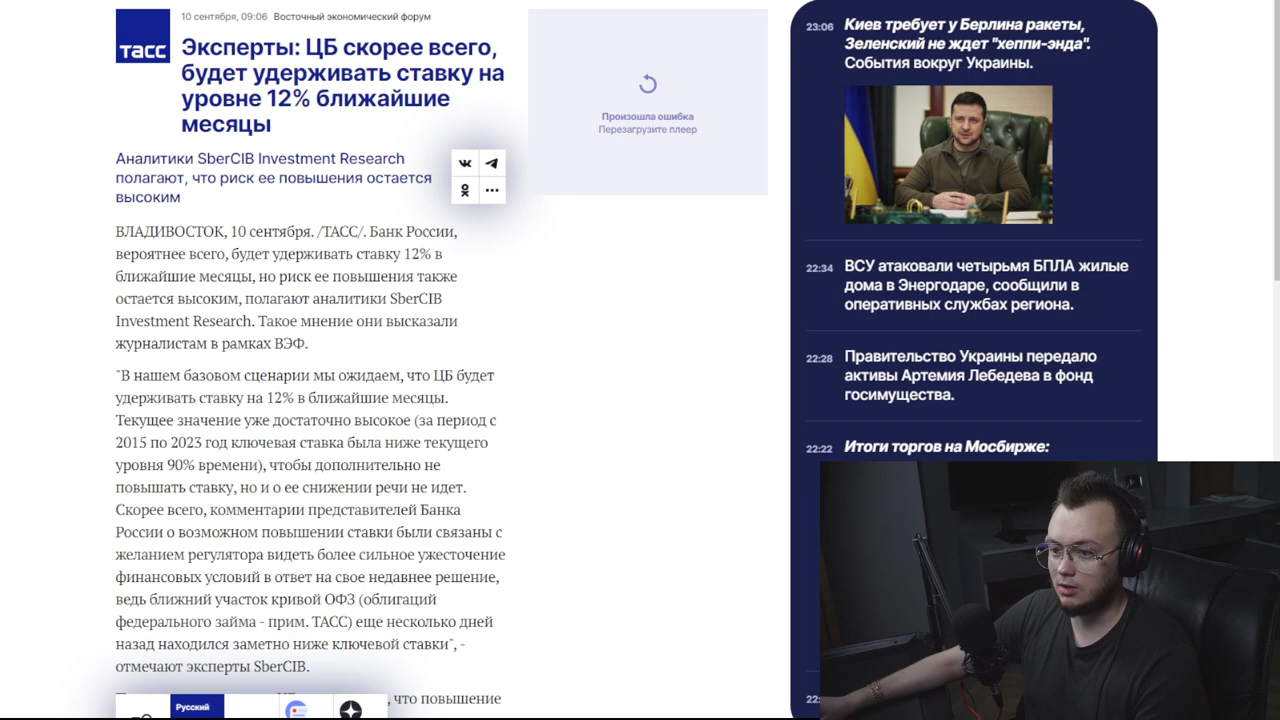 тасс
10 сентября, 09:06 Восточный экономический форум
Эксперты: ЦБ скорее всего,
будет удерживать ставку на
уровне 12% ближайшие
месяцы
Аналитики SberCIB Investment Research
полагают, что риск ее повышения остается
высоким
ВЛАДИВОСТОК, 10 сентября. /ТАСС/. Банк России,
вероятнее всего, будет удерживать ставку 12% в
ближайшие месяцы, но риск ее повышения также
остается высоким, полагают аналитики SberCIB
Investment Research. Такое мнение они высказали
журналистам в рамках ВЭФ.
"В нашем базовом сценарии мы ожидаем, что ЦБ будет
удерживать ставку на 12% в ближайшие месяцы.
Текущее значение уже достаточно высокое (за период с
2015 по 2023 год ключевая ставка была ниже текущего
уровня 90% времени), чтобы дополнительно не
повышать ставку, но и о ее снижении речи не идет.
Скорее всего, комментарии представителей Банка
России о возможном повышении ставки были связаны с
желанием регулятора видеть более сильное ужесточение
финансовых условий в ответ на свое недавнее решение,
ведь ближний участок кривой ОФЗ (облигаций
федерального займа - прим. ТАСС) еще несколько дней
назад находился заметно ниже ключевой ставки", -
отмечают эксперты SberCIB.
, что повышение
Русский
Произошла ошибка
Перезагрузите плеер
23:06 Киев требует у Берлина ракеты,
Зеленский не ждет "хеппи-энда".
События вокруг Украины.
22:34 ВСУ атаковали четырьмя БПЛА жилые
дома в Энергодаре, сообщили в
оперативных службах региона.
22:28 Правительство Украины передало
активы Артемия Лебедева в фонд
госимущества.
22:22 Итоги торгов на Мосбирже: